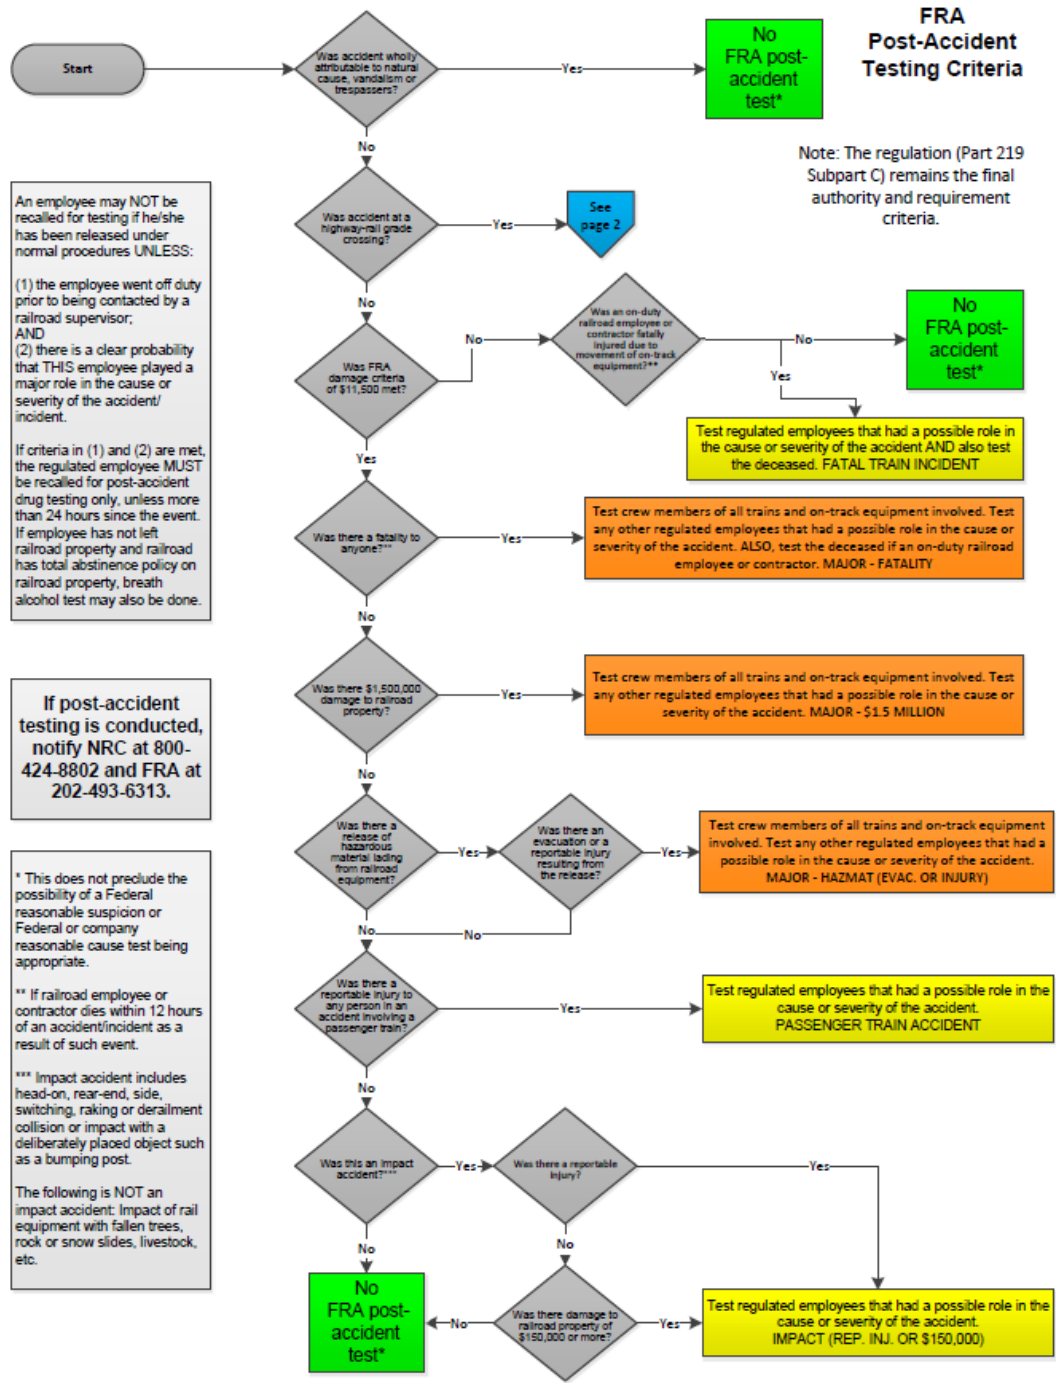 FRA
Post-Accident
Testing Criteria
Start
Was accident wholly
attributable to natural
cause, vandalism or
trespassers?
Yes
No
FRA post-
accident
test*
No
Note: The regulation (Part 219
Subpart C) remains the final
authority and requirement
criteria.
An employee may NOT be
recalled for testing if he/she
has been released under
normal procedures UNLESS:
(1) the employee went off duty
prior to being contacted by a
railroad supervisor;
AND
(2) there is a clear probability
that THIS employee played a
major role in the cause or
severity of the accident/
incident.
If criteria in (1) and (2) are met,
the regulated employee MUST
be recalled for post-accident
drug testing only, unless more
than 24 hours since the event.
If employee has not left
railroad property and railroad
has total abstinence policy on
railroad property, breath
alcohol test may also be done.
Was accident at a
highway-rail grade
crossing?
Yes
See
page 2
No
Was FRA
damage criteria
of $11,500 met?
No
Was an on-duty
railroad employee or
contractor fatally
injured due to
movement of on-track
equipment?**
No
No
FRA post-
accident
test*
Yes
Test regulated employees that had a possible role in
the cause or severity of the accident AND also test
the deceased. FATAL TRAIN INCIDENT
Yes
Was there a fatality to
anyone?**
Yes
Test crew members of all trains and on-track equipment involved. Test
any other regulated employees that had a possible role in the cause or
severity of the accident. ALSO, test the deceased if an on-duty railroad
employee or contractor. MAJOR - FATALITY
No
Was there $1,500,000
damage to railroad
property?
Yes
Test crew members of all trains and on-track equipment involved. Test
any other regulated employees that had a possible role in the cause or
severity of the accident. MAJOR - $1.5 MILLION
No
If post-accident
testing is conducted,
notify NRC at 800-
424-8802 and FRA at
202-493-6313.
Was there a
release of
hazardous
material lading
from railroad
equipment?
Yes
Was there an
evacuation or a
reportable injury
resulting from
the release?
Yes
Test crew members of all trains and on-track equipment
involved. Test any other regulated employees that had a
possible role in the cause or severity of the accident.
MAJOR - HAZMAT (EVAC. OR INJURY)
No
No
* This does not preclude the
possibility of a Federal
reasonable suspicion or
Federal or company
reasonable cause test being
appropriate.
** If railroad employee or
contractor dies within 12 hours
of an accident/incident as a
result of such event.
*** Impact accident includes
head-on, rear-end, side,
switching, raking or derailment
collision or impact with a
deliberately placed object such
as a bumping post.
The following is NOT an
impact accident: Impact of rail
equipment with fallen trees,
rock or snow slides, livestock,
etc.
Was there a
reportable injury to
any person in an
accident involving a
passenger train?
Yes
Test regulated employees that had a possible role in the
cause or severity of the accident.
PASSENGER TRAIN ACCIDENT
No
Was this an impact
accident?***
Yes
Was there a reportable
injury?
Yes
No
No
No
FRA post-
accident
test*
No
Was there damage to
railroad property of
$150,000 or more?
Yes
Test regulated employees that had a possible role in the
cause or severity of the accident.
IMPACT (REP. INJ. OR $150,000)